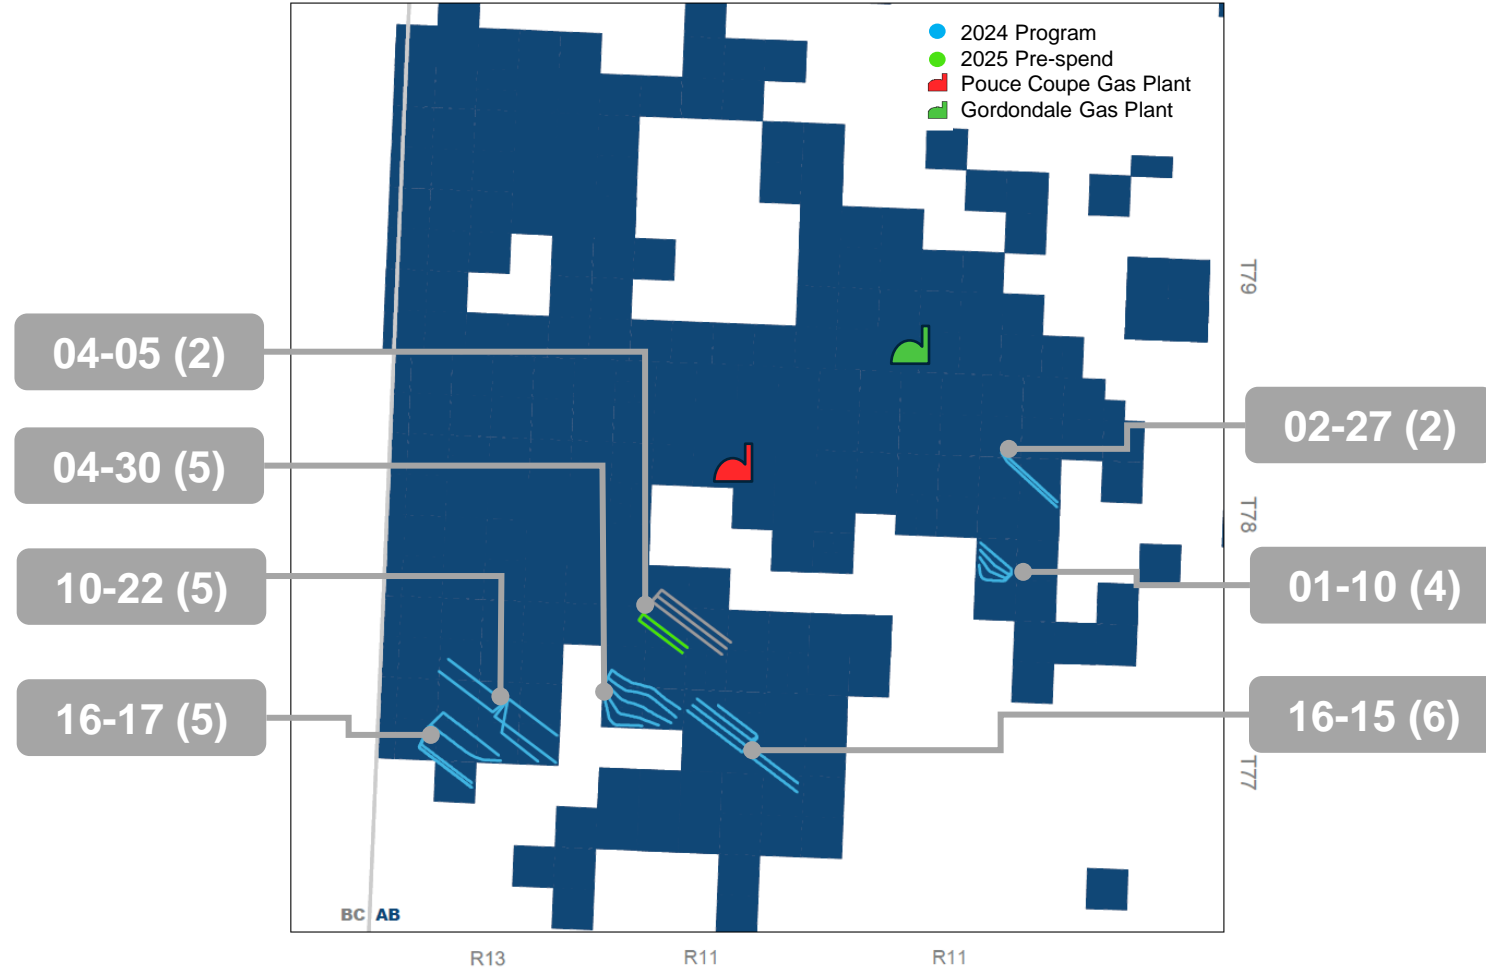 2024 Program
2025 Pre-spend
Pouce Coupe Gas Plant
Gordondale Gas Plant
04-05 (2)
04-30 (5)
10-22 (5)
16-17 (5)
02-27 (2)
01-10 (4)
16-15 (6)
T79
T78
T77
BC AB
R13
R11
R11